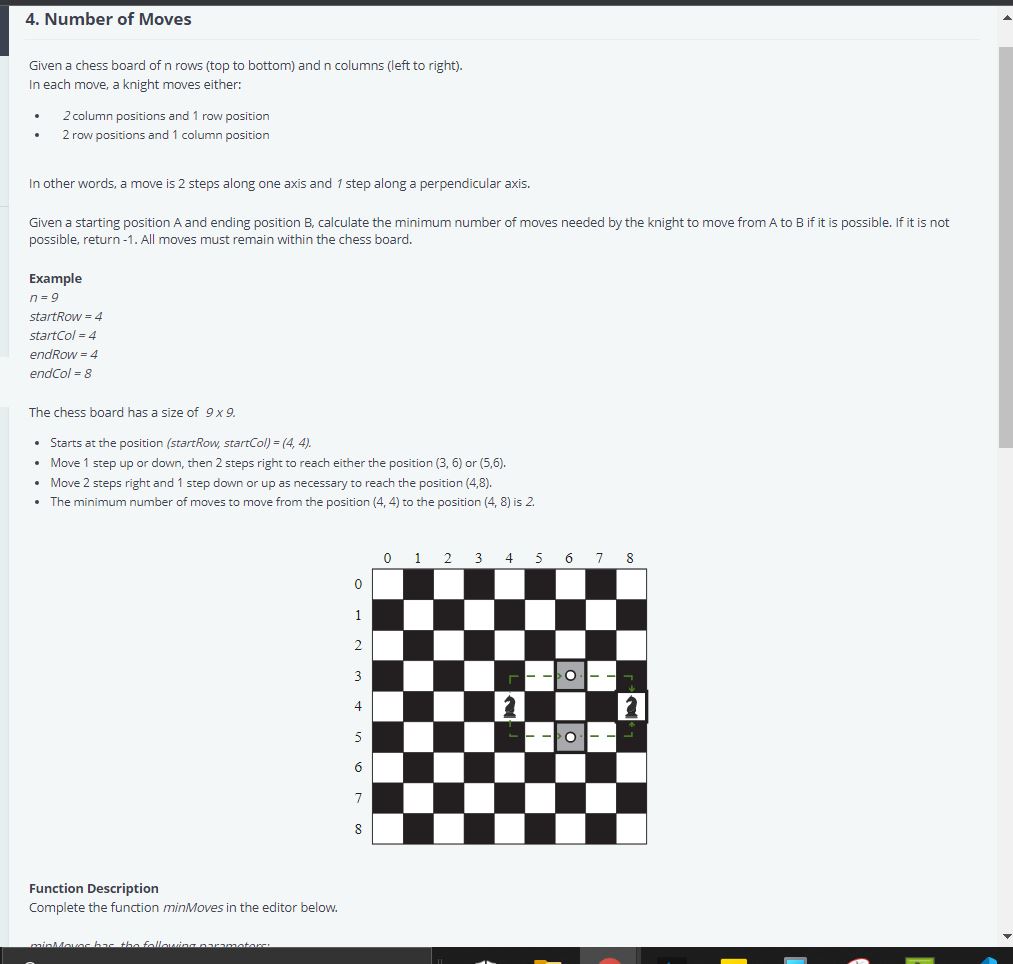 4. Number of Moves
Given a chess board of n rows (top to bottom) and n columns (left to right).
In each move, a knight moves either:
• 2 column positions and 1 row position
• 2 row positions and 1 column position
In other words, a move is 2 steps along one axis and 1 step along a perpendicular axis.
Given a starting position A and ending position B, calculate the minimum number of moves needed by the knight to move from A to B if it is possible. If it is not
possible, return -1. All moves must remain within the chess board.
Example
n = 9
startRow = 4
startCol = 4
endRow = 4
endCol = 8
The chess board has a size of 9 x 9.
• Starts at the position (startRow, startCol) = (4, 4).
• Move 1 step up or down, then 2 steps right to reach either the position (3, 6) or (5,6).
• Move 2 steps right and 1 step down or up as necessary to reach the position (4,8).
• The minimum number of moves to move from the position (4, 4) to the position (4, 8) is 2.
0 1 2 3 4 5 6 7 8
0
1
2
3
4
5
6
7
8
Function Description
Complete the function minMoves in the editor below.
minMoves has the following parameters: